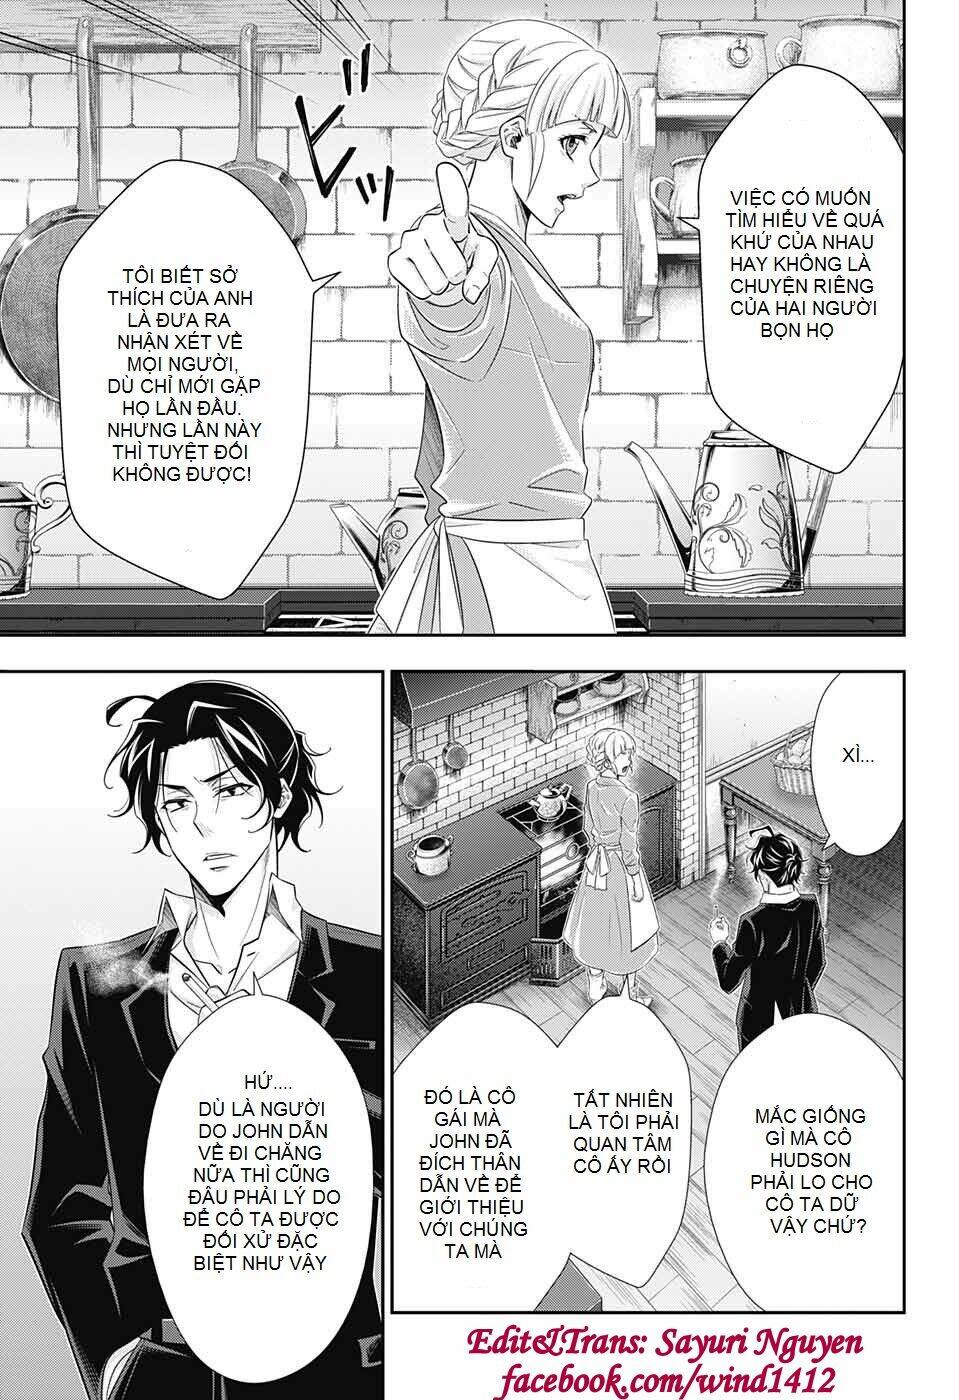 VIỆC CÓ MUỐN
TÌM HIỂU VỀ QUÁ
KHỨ CỦA NHAU
HAY KHÔNG LÀ
CHUYỆN RIÊNG
CỦA HAI NGƯỜI
BỌN HỌ
ビシッ
TÔI BIẾT SỞ
THÍCH CỦA ANH
LÀ ĐƯA RA
NHẬN XÉT VỀ
MỌI NGƯỜI,
DÙ CHỈ MỚI GẶP
HỌ LẦN ĐẦU.
NHƯNG LẦN NÀY
THÌ TUYỆT ĐỐI
KHÔNG ĐƯỢC!
XÌ...
MẮC GIỐNG
GÌ MÀ CÔ
HUDSON
PHẢI LO CHO
CÔ TA DỮ
VẬY CHỨ?
TẤT NHIÊN
LÀ TÔI PHẢI
QUAN TÂM
CÔ ẤY RỒI
ĐÓ LÀ CÔ
GÁI MÀ
JOHN ĐÃ
ĐÍCH THÂN
DẪN VỀ ĐỂ
GIỚI THIỆU
VỚI CHÚNG
TA MÀ
HỨ....
DÙ LÀ NGƯỜI
DO JOHN DẪN
VỀ ĐI CHĂNG
NỮA THÌ CŨNG
ĐÂU PHẢI LÝ DO
ĐỂ CÔ TA ĐƯỢC
ĐỐI XỬ ĐẶC
BIỆT NHƯ VẬY
Edit&Trans: Sayuri Nguyen
facebook.com/wind1412